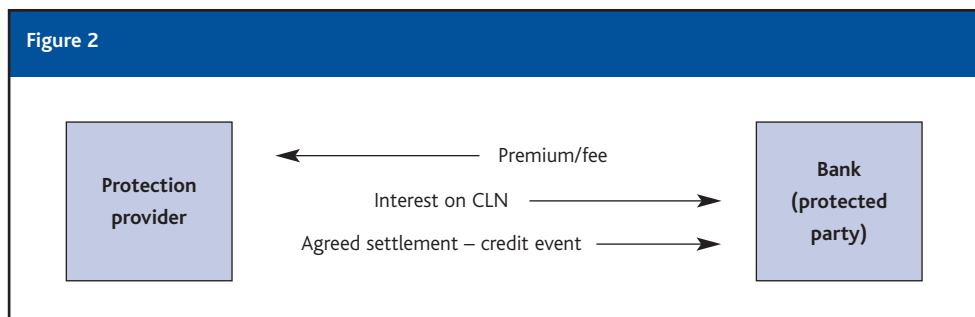 Figure 2
Protection
provider
Premium/fee
Interest on CLN
Agreed settlement – credit event
Bank
(protected
party)